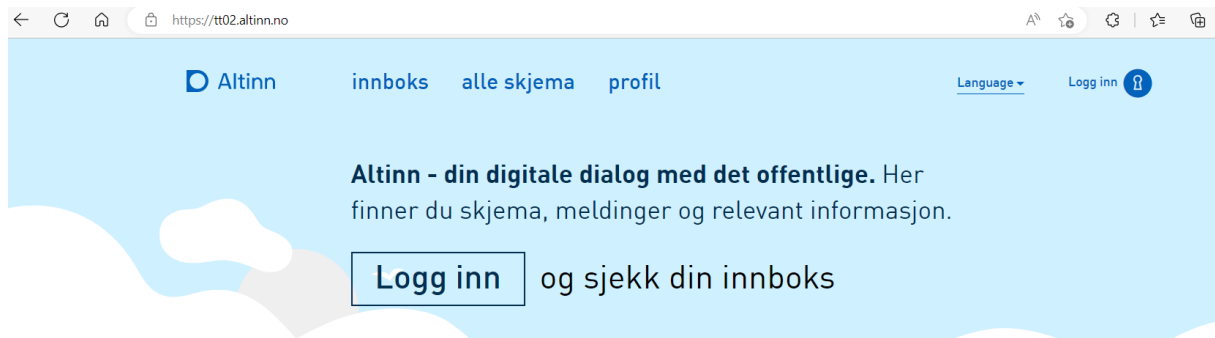 https://tt02.altinn.no
Altinn innboks alle skjema profil Language Logg inn
Altinn - din digitale dialog med det offentlige. Her
finner du skjema, meldinger og relevant informasjon.
Logg inn og sjekk din innboks